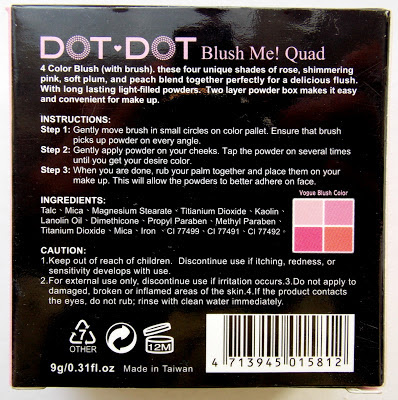 DOT♥DOT Blush Me! Quad
4 Color Blush (with brush). these four unique shades of rose, shimmering
pink, soft plum, and peach blend together perfectly for a delicious flush.
With long lasting light-filled powders. Two layer powder box makes it easy
and convenient for make up.
INSTRUCTIONS:
Step 1: Gently move brush in small circles on color pallet. Ensure that brush
picks up powder on every angle.
Step 2: Gently apply powder on your cheeks. Tap the powder on several times
until you get your desire color.
Step 3: When you are done, rub your palm together and place them on your
make up. This will allow the powders to better adhere on face.
Vogue Blush Color
INGREDIENTS:
Talc、Mica、Magnesium Stearate、Titianium Dioxide、Kaolin、
Lanolin Oil、Dimethicone、Propyl Paraben、Methyl Paraben、
Titanium Dioxide、Mica、Iron、CI 77499、CI 77491、CI 77492。
CAUTION:
1.Keep out of reach of children. Discontinue use if itching, redness, or
sensitivity develops with use.
2.For external use only, discontinue use if irritation occurs.3.Do not apply to
damaged, broken or inflamed areas of the skin.4.If the product contacts
the eyes, do not rub; rinse with clean water immediately.
7
OTHER
12M
9g/0.31fl.oz Made in Taiwan
4 713945 015812